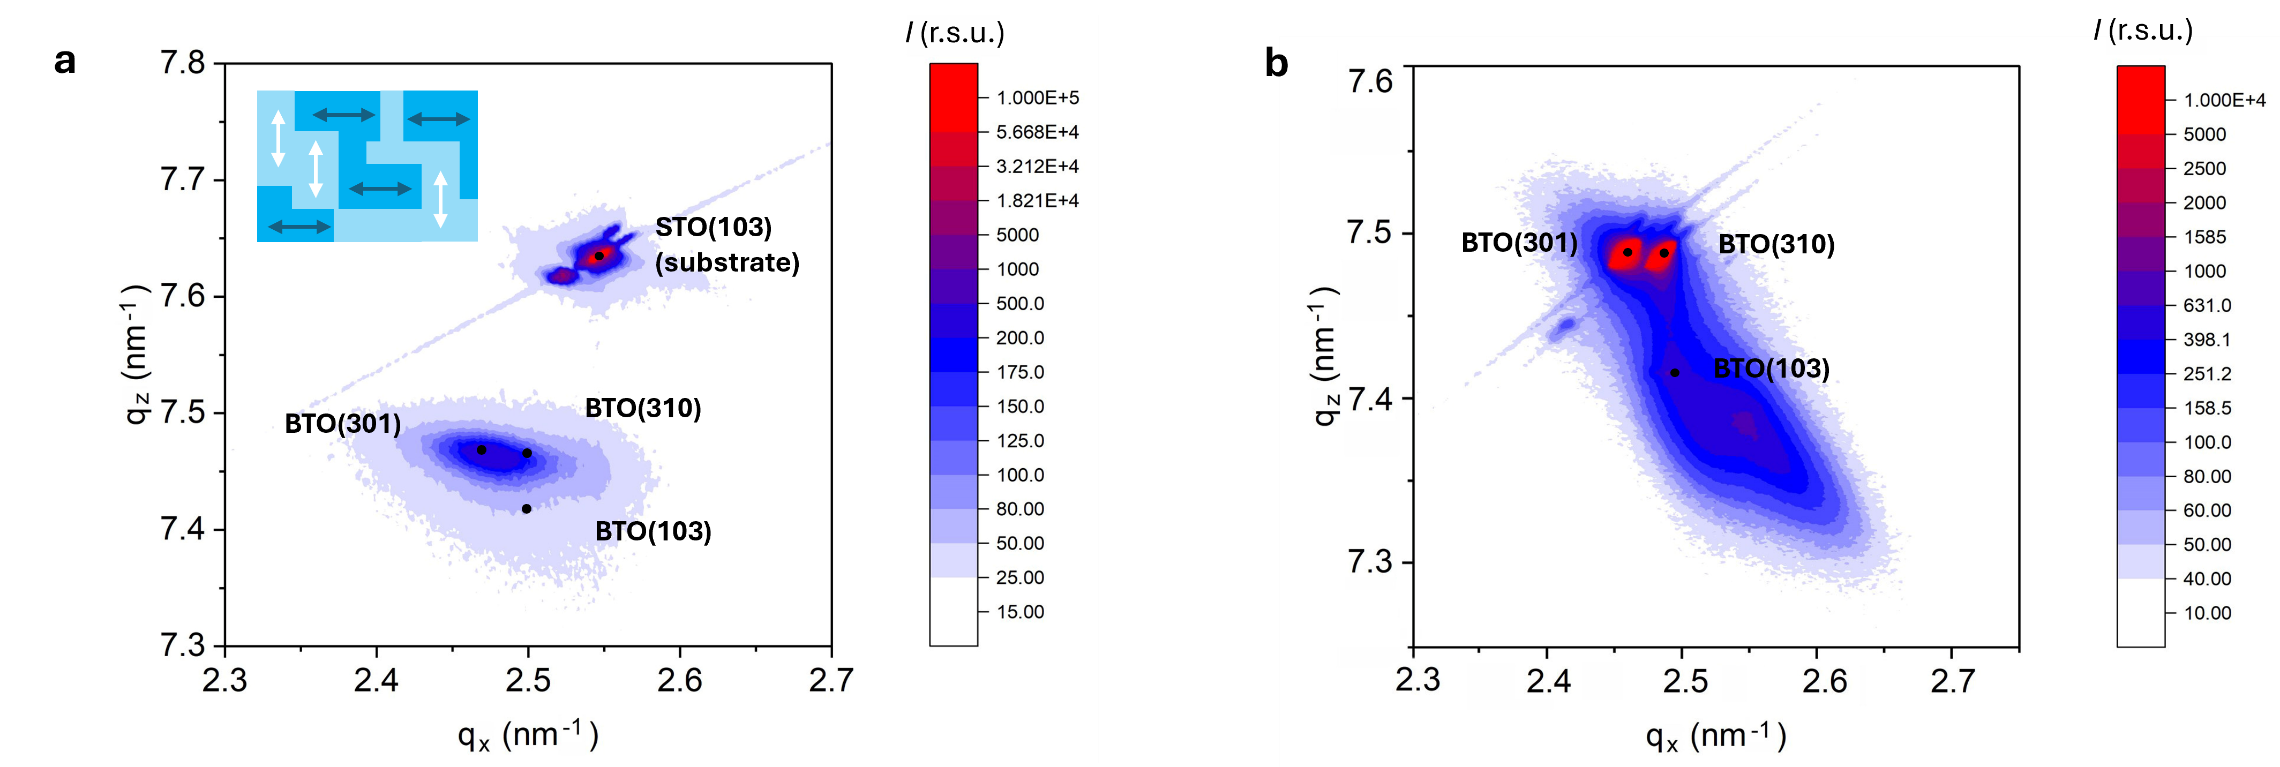 a
I (r.s.u.)
7.8
7.7
7.6
7.5
7.4
7.3
q_z (nm⁻¹)
STO(103)
(substrate)
BTO(301)
BTO(310)
BTO(103)
2.3 2.4 2.5 2.6 2.7
q_x (nm⁻¹)
1.000E+5
5.668E+4
3.212E+4
1.821E+4
5000
1000
500.0
200.0
175.0
150.0
125.0
100.0
80.00
50.00
25.00
15.00
b
I (r.s.u.)
7.6
7.5
7.4
7.3
q_z (nm⁻¹)
BTO(301)
BTO(310)
BTO(103)
2.3 2.4 2.5 2.6 2.7
q_x (nm⁻¹)
1.000E+4
5000
2500
2000
1585
1000
631.0
398.1
251.2
158.5
100.0
80.00
60.00
50.00
40.00
10.00